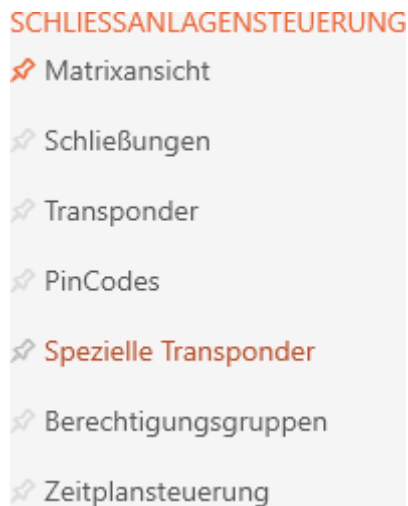 SCHLIESSANLAGENSTEUERUNG
Matrixansicht
Schließungen
Transponder
PinCodes
Spezielle Transponder
Berechtigungsgruppen
Zeitplansteuerung